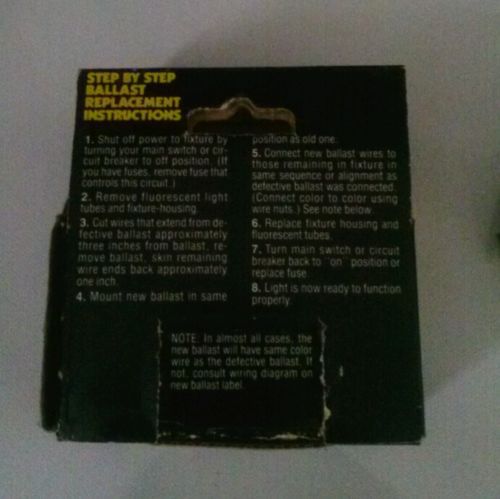 STEP BY STEP
BALLAST
REPLACEMENT
INSTRUCTIONS
1. Shut off power to fixture by
turning your main switch or cir-
cuit breaker to off position. (If
you have fuses, remove fuse that
controls this circuit.)
2. Remove fluorescent light
tubes and fixture-housing.
3. Cut wires that extend from de-
fective ballast approximately
three inches from ballast, re-
move ballast, skin remaining
wire ends back approximately
one inch.
4. Mount new ballast in same
position as old one.
5. Connect new ballast wires to
those remaining in fixture in
same sequence or alignment as
defective ballast was connected.
(Connect color to color using
wire nuts.) See note below.
6. Replace fixture housing and
fluorescent tubes.
7. Turn main switch or circuit
breaker back to "on" position or
replace fuse.
8. Light is now ready to function
properly.
NOTE: In almost all cases, the
new ballast will have same color
wire as the defective ballast. If
not, consult wiring diagram on
new ballast label.